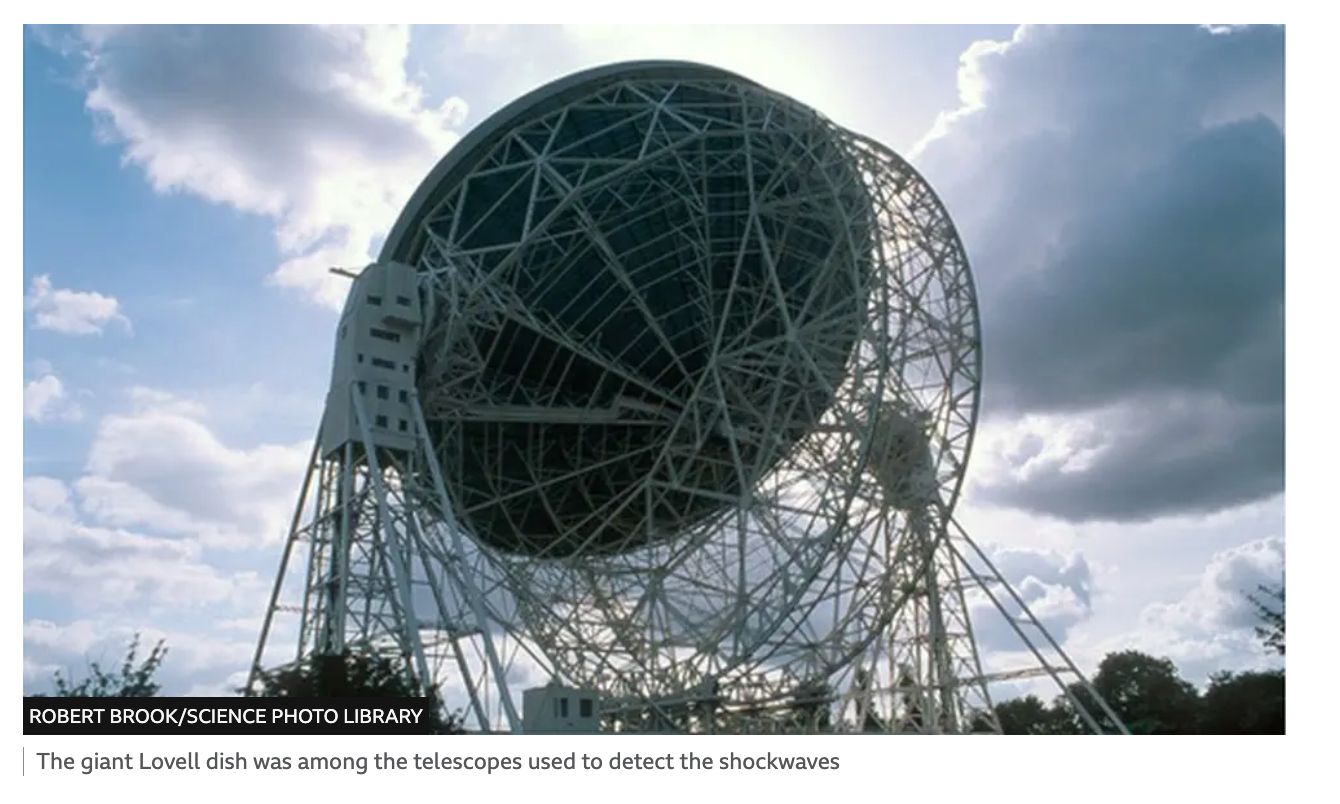 ROBERT BROOK/SCIENCE PHOTO LIBRARY
The giant Lovell dish was among the telescopes used to detect the shockwaves